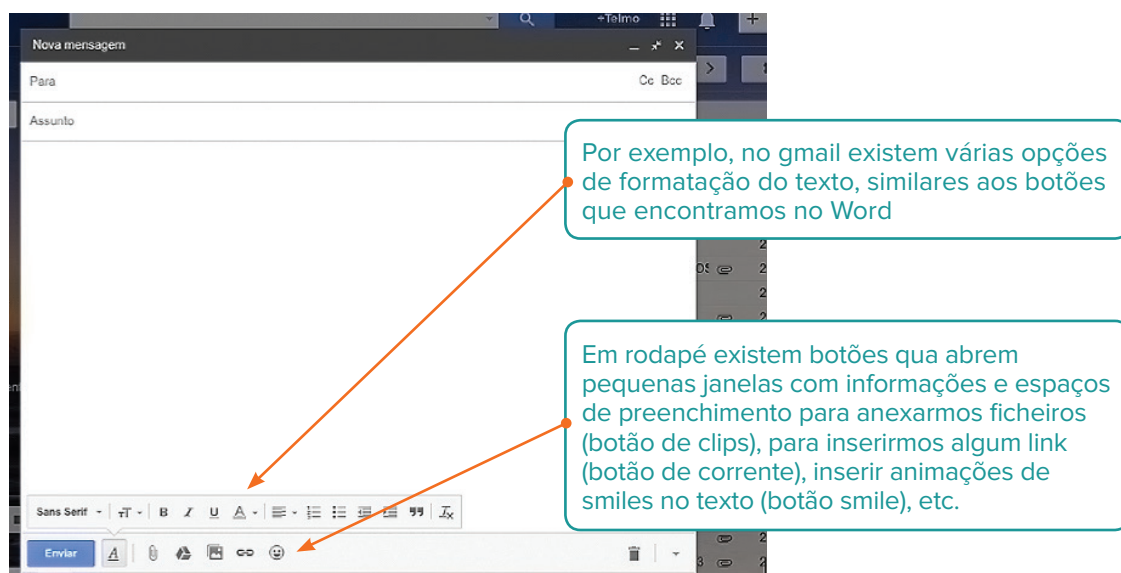 +Telmo
Nova mensagem
Para
Cc Bcc
Assunto
Por exemplo, no gmail existem várias opções
de formatação do texto, similares aos botões
que encontramos no Word
Em rodapé existem botões qua abrem
pequenas janelas com informações e espaços
de preenchimento para anexarmos ficheiros
(botão de clips), para inserirmos algum link
(botão de corrente), inserir animações de
smiles no texto (botão smile), etc.
Sans Serif
B I U A
Enviar A